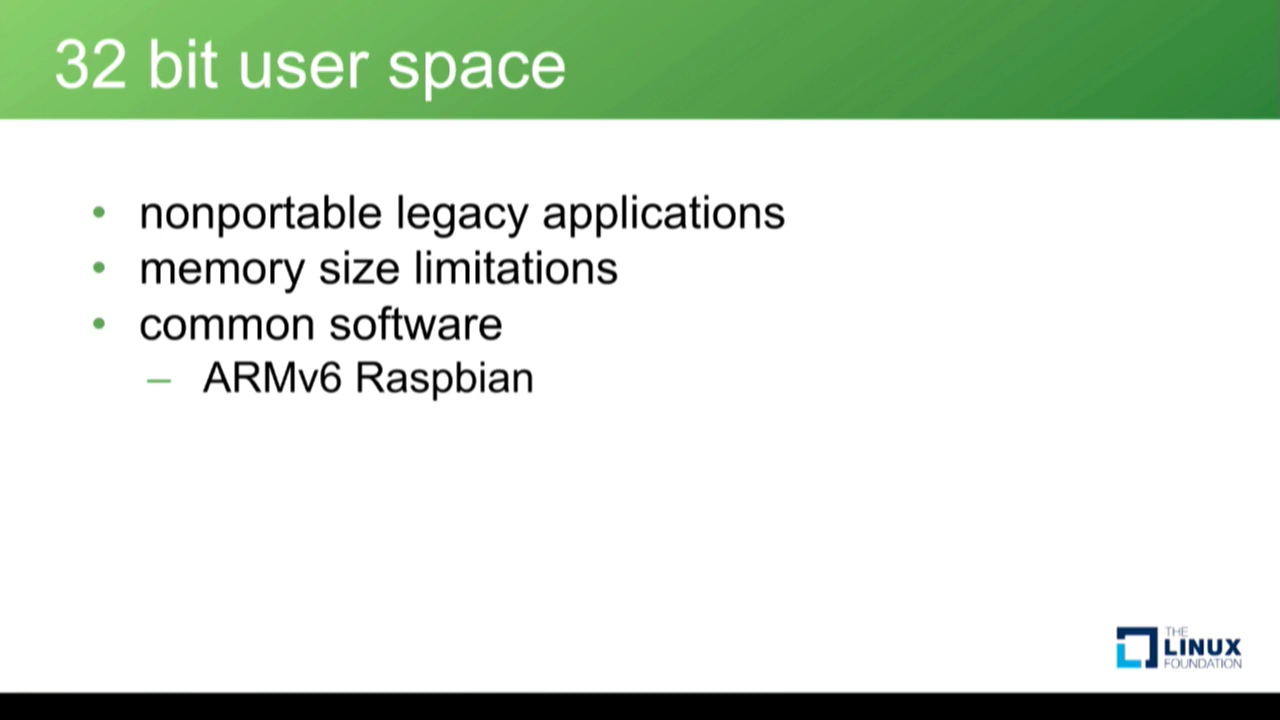 32 bit user space
• nonportable legacy applications
• memory size limitations
• common software
– ARMv6 Raspbian
THE
LINUX
FOUNDATION